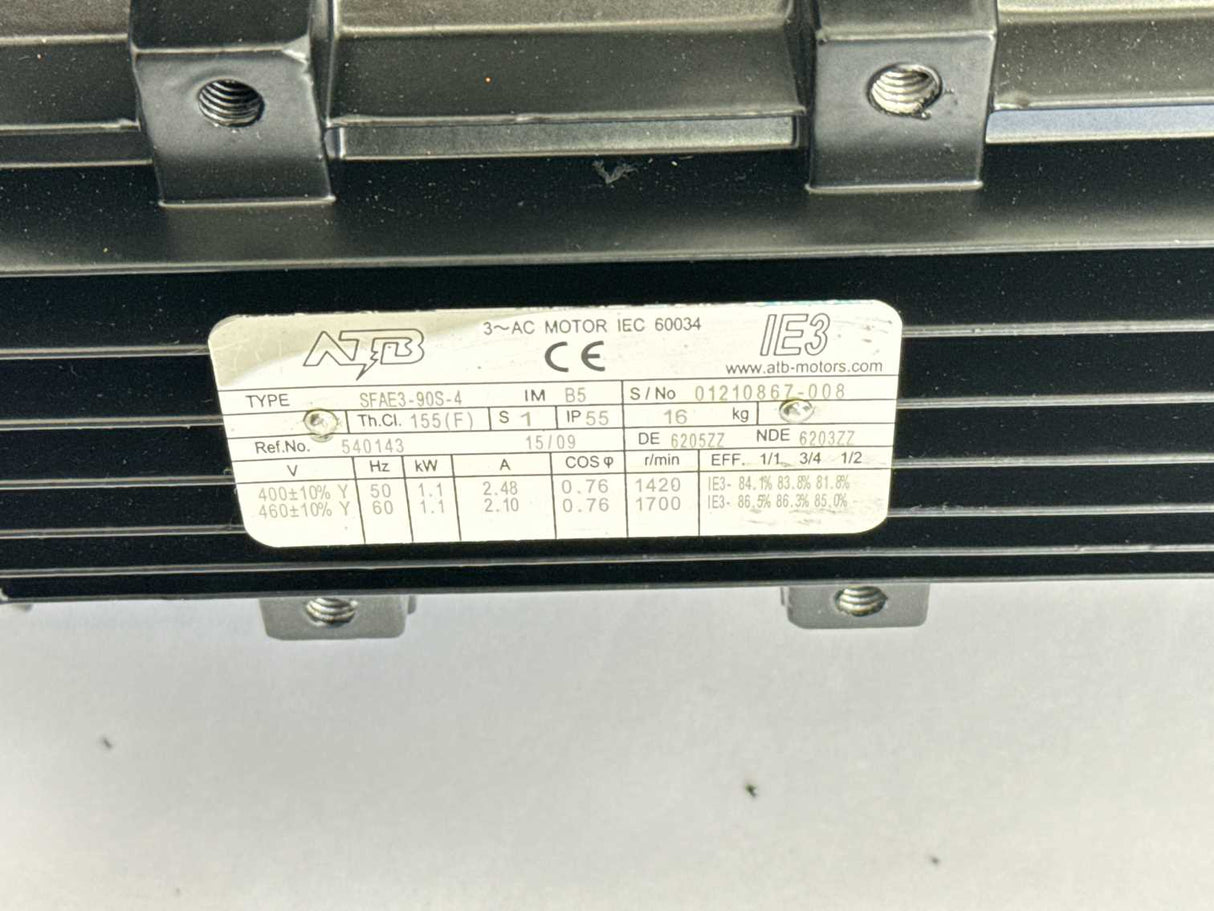 ATB 3~AC MOTOR IEC 60034 IE3
CE www.atb-motors.com
TYPE SFAE3-90S-4 IM B5 S/No 01210867-008
Th.Cl. 155(F) S 1 IP55 16 kg
Ref.No. 540143 15/09 DE 6205ZZ NDE 6203ZZ
V Hz kW A COS φ r/min EFF. 1/1 3/4 1/2
400±10% Y 50 1.1 2.48 0.76 1420 IE3- 84.1% 83.8% 81.8%
460±10% Y 60 1.1 2.10 0.76 1700 IE3- 86.5% 86.3% 85.0%